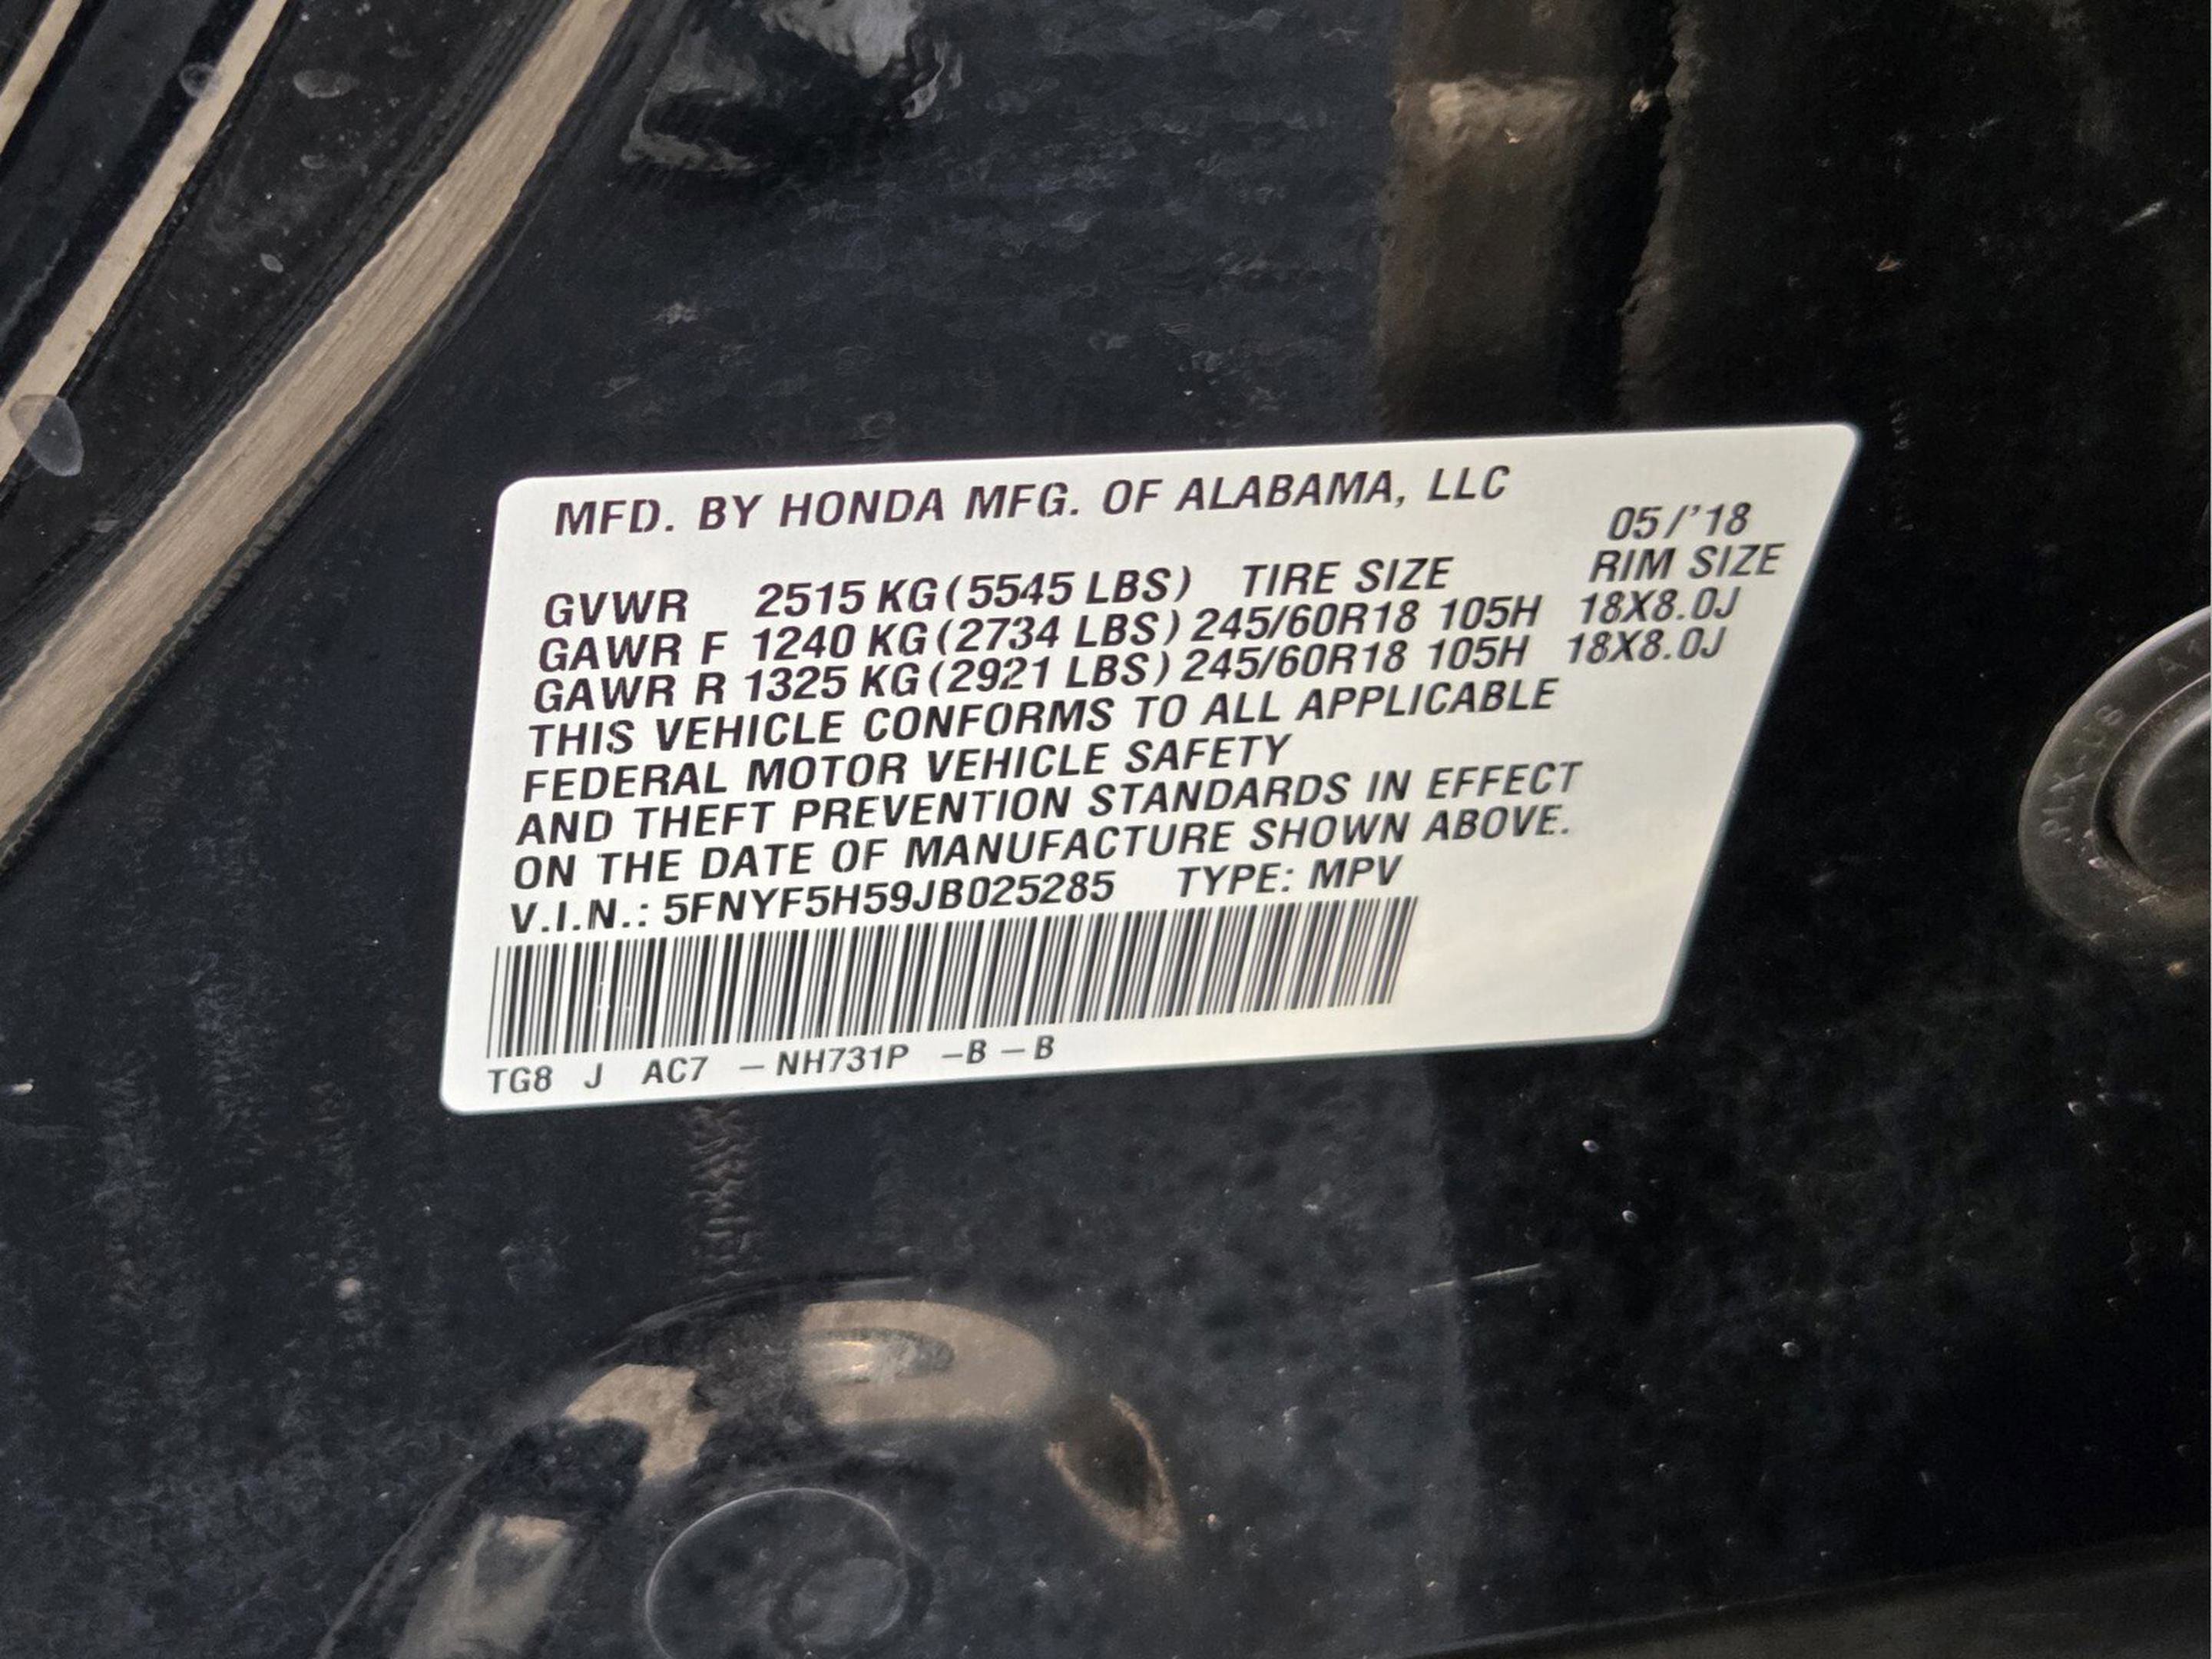 MFD. BY HONDA MFG. OF ALABAMA, LLC
05/'18
GVWR 2515 KG (5545 LBS) TIRE SIZE RIM SIZE
GAWR F 1240 KG (2734 LBS) 245/60R18 105H 18X8.0J
GAWR R 1325 KG (2921 LBS) 245/60R18 105H 18X8.0J
THIS VEHICLE CONFORMS TO ALL APPLICABLE
FEDERAL MOTOR VEHICLE SAFETY
AND THEFT PREVENTION STANDARDS IN EFFECT
ON THE DATE OF MANUFACTURE SHOWN ABOVE.
V.I.N.: 5FNYF5H59JB025285 TYPE: MPV
TG8 J AC7 – NH731P –B – B